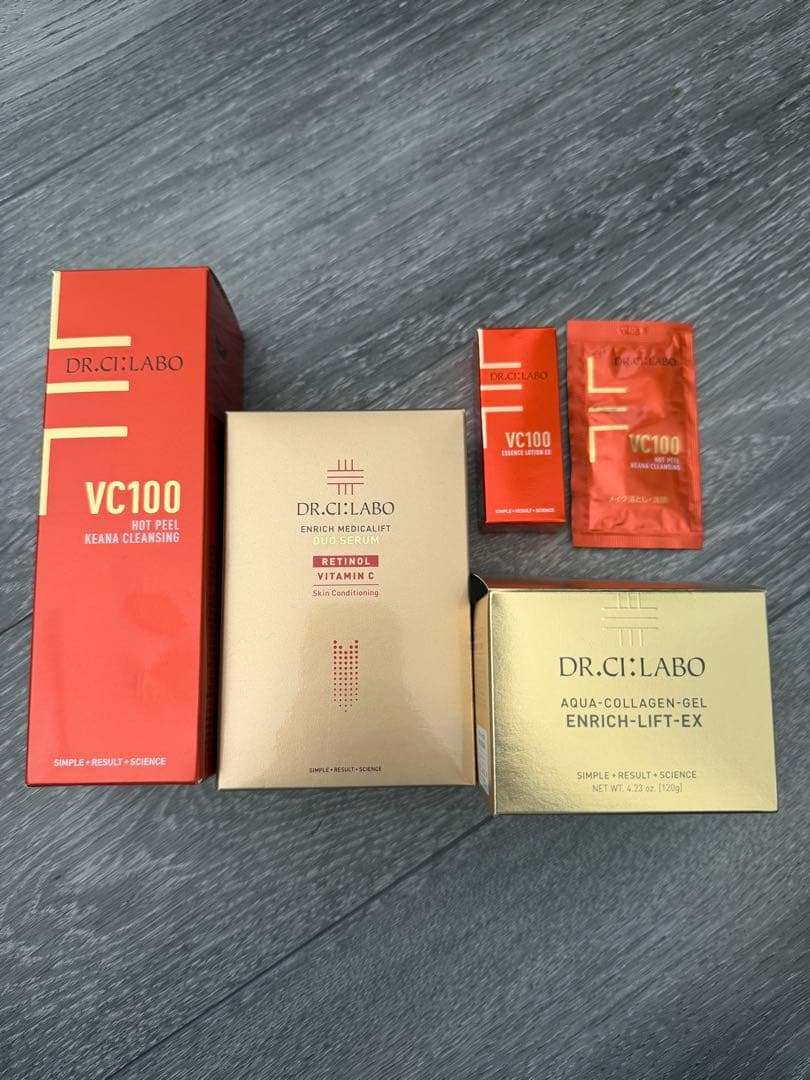 DR.CI:LABO
VC100
HOT PEEL
KEANA CLEANSING
SIMPLE+RESULT+SCIENCE
DR.CI:LABO
ENRICH MEDICALIFT
DUO SERUM
RETINOL
VITAMIN C
Skin Conditioning
SIMPLE+RESULT+SCIENCE
DR.CI:LABO
VC100
ESSENCE LOTION EX
SIMPLE+RESULT+SCIENCE
DR.CI:LABO
VC100
HOT PEEL
KEANA CLEANSING
メイク落とし・洗顔
DR.CI:LABO
AQUA-COLLAGEN-GEL
ENRICH-LIFT-EX
SIMPLE+RESULT+SCIENCE
NET WT. 4.23 oz. [120g]